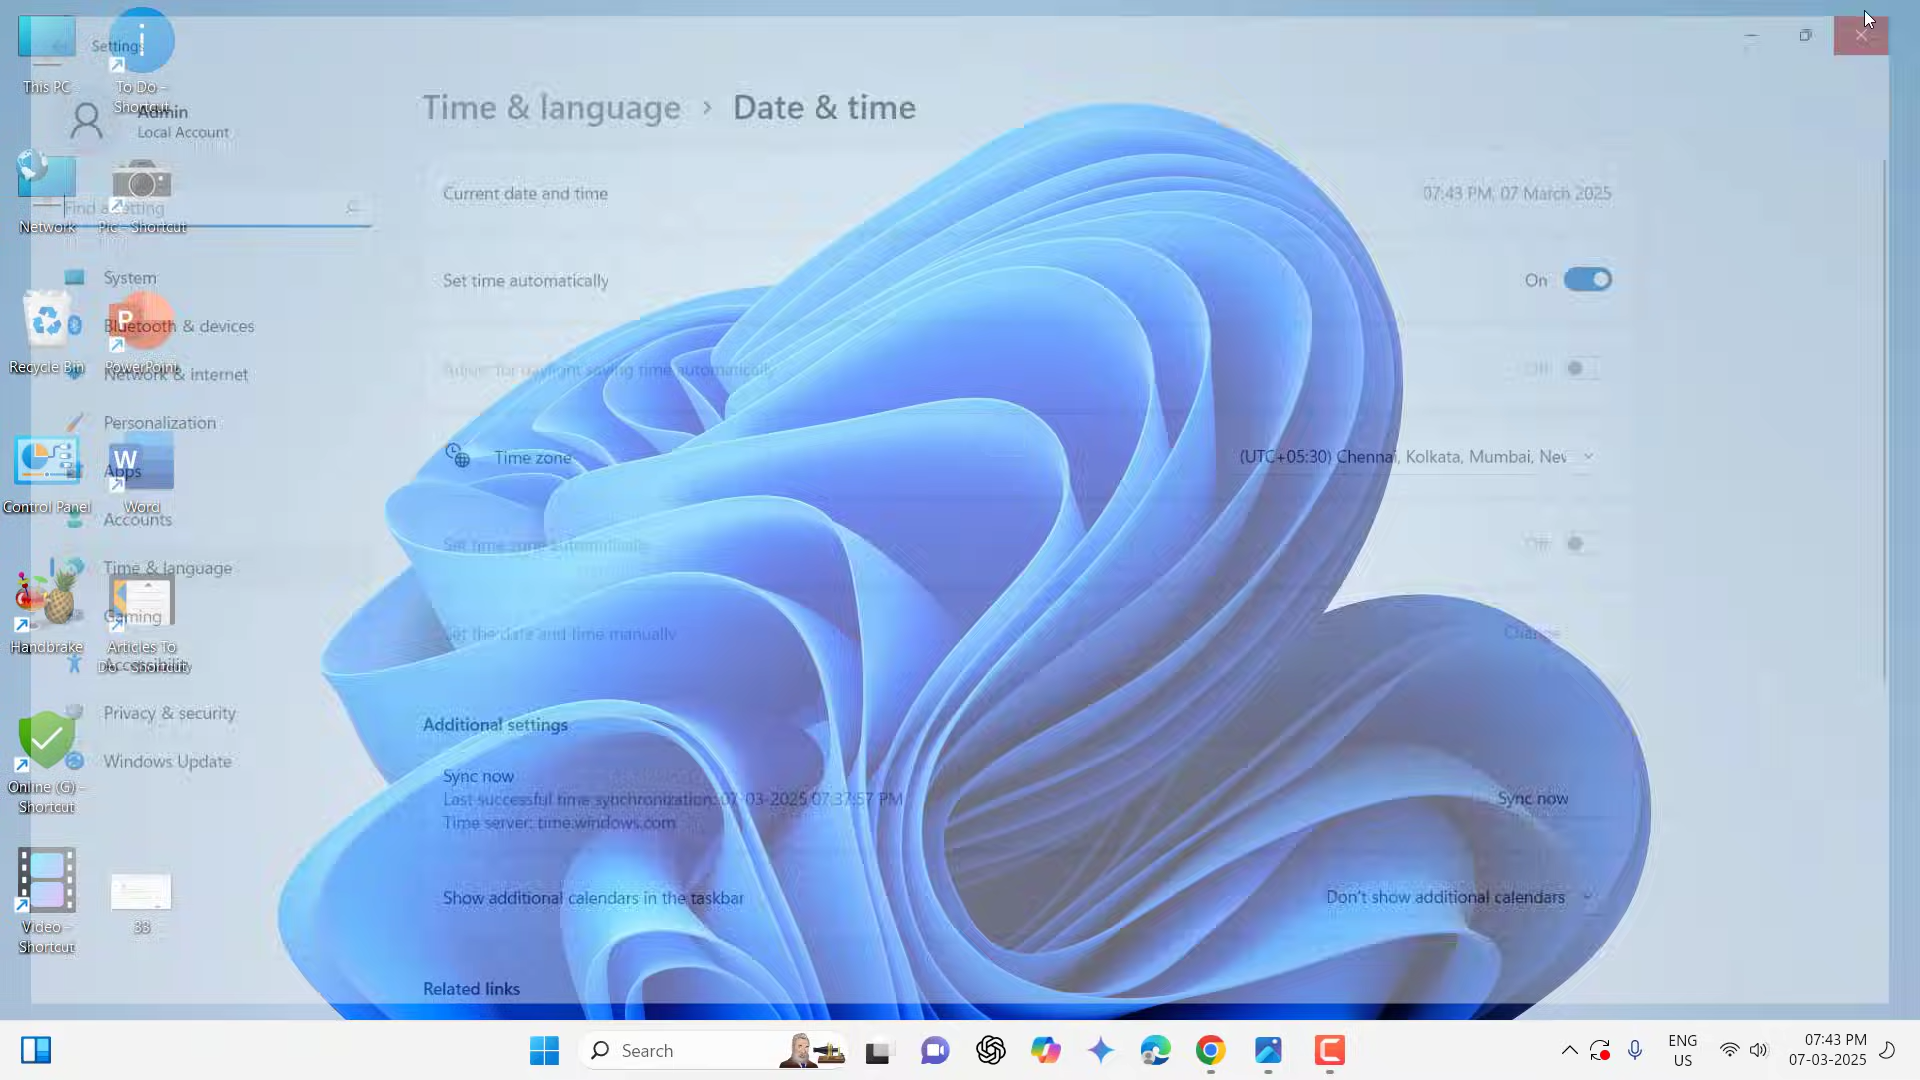 Settings
Admin
Local Account
Find a setting
System
Bluetooth & devices
Network & internet
Personalization
Apps
Accounts
Time & language
Gaming
Accessibility
Privacy & security
Windows Update
Time & language › Date & time
Current date and time
07:43 PM, 07 March 2025
Set time automatically
On
Adjust for daylight saving time automatically
Off
Time zone
(UTC+05:30) Chennai, Kolkata, Mumbai, Nev
Set time zone automatically
Off
Set the date and time manually
Change
Additional settings
Sync now
Last successful time synchronization: 07-03-2025 07:37:57 PM
Time server: time.windows.com
Sync now
Show additional calendars in the taskbar
Don't show additional calendars
Related links
This PC
To Do -
Shortcut
Network
Pic - Shortcut
Recycle Bin
P
PowerPoint
Control Panel
W
Word
Handbrake
Articles To
Do - Shortcut
Online (G) -
Shortcut
Video -
Shortcut
33
Search
ENG
US
07:43 PM
07-03-2025